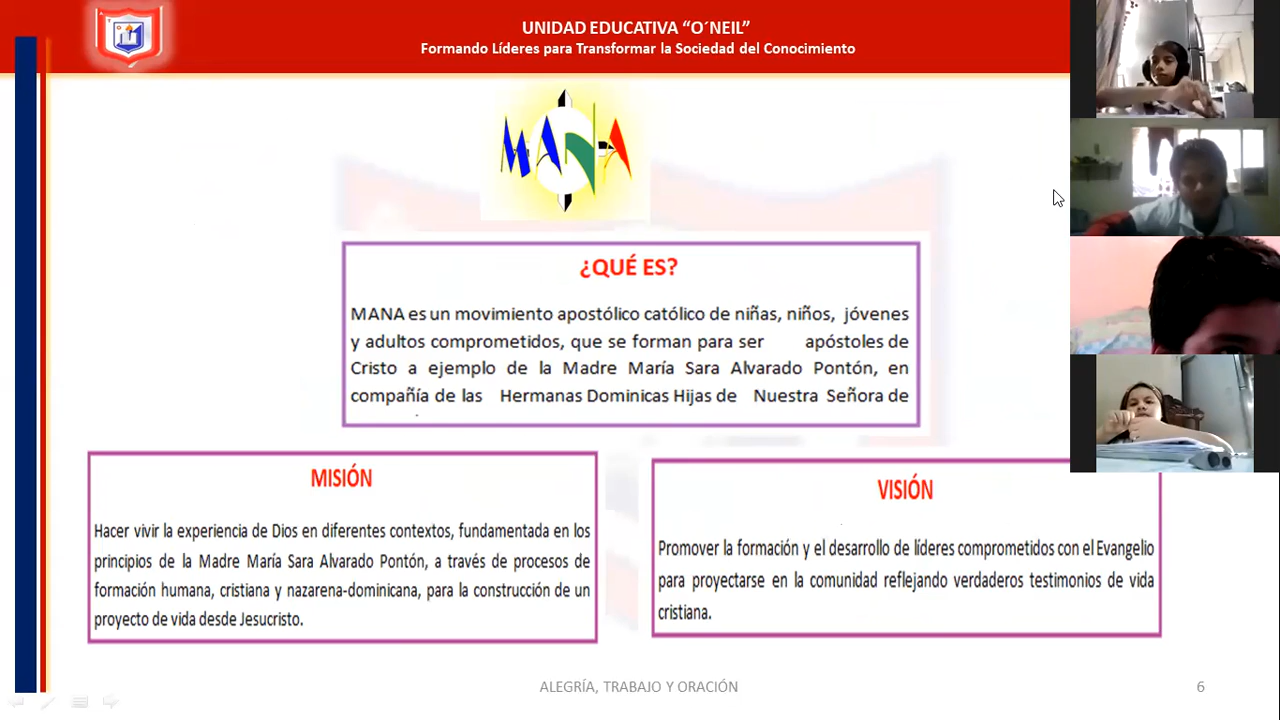 UNIDAD EDUCATIVA “O´NEIL”
Formando Líderes para Transformar la Sociedad del Conocimiento
MANA
¿QUÉ ES?
MANA es un movimiento apostólico católico de niñas, niños, jóvenes
y adultos comprometidos, que se forman para ser apóstoles de
Cristo a ejemplo de la Madre María Sara Alvarado Pontón, en
compañía de las Hermanas Dominicas Hijas de Nuestra Señora de
MISIÓN
Hacer vivir la experiencia de Dios en diferentes contextos, fundamentada en los
principios de la Madre María Sara Alvarado Pontón, a través de procesos de
formación humana, cristiana y nazarena-dominicana, para la construcción de un
proyecto de vida desde Jesucristo.
VISIÓN
Promover la formación y el desarrollo de líderes comprometidos con el Evangelio
para proyectarse en la comunidad reflejando verdaderos testimonios de vida
cristiana.
ALEGRÍA, TRABAJO Y ORACIÓN
6